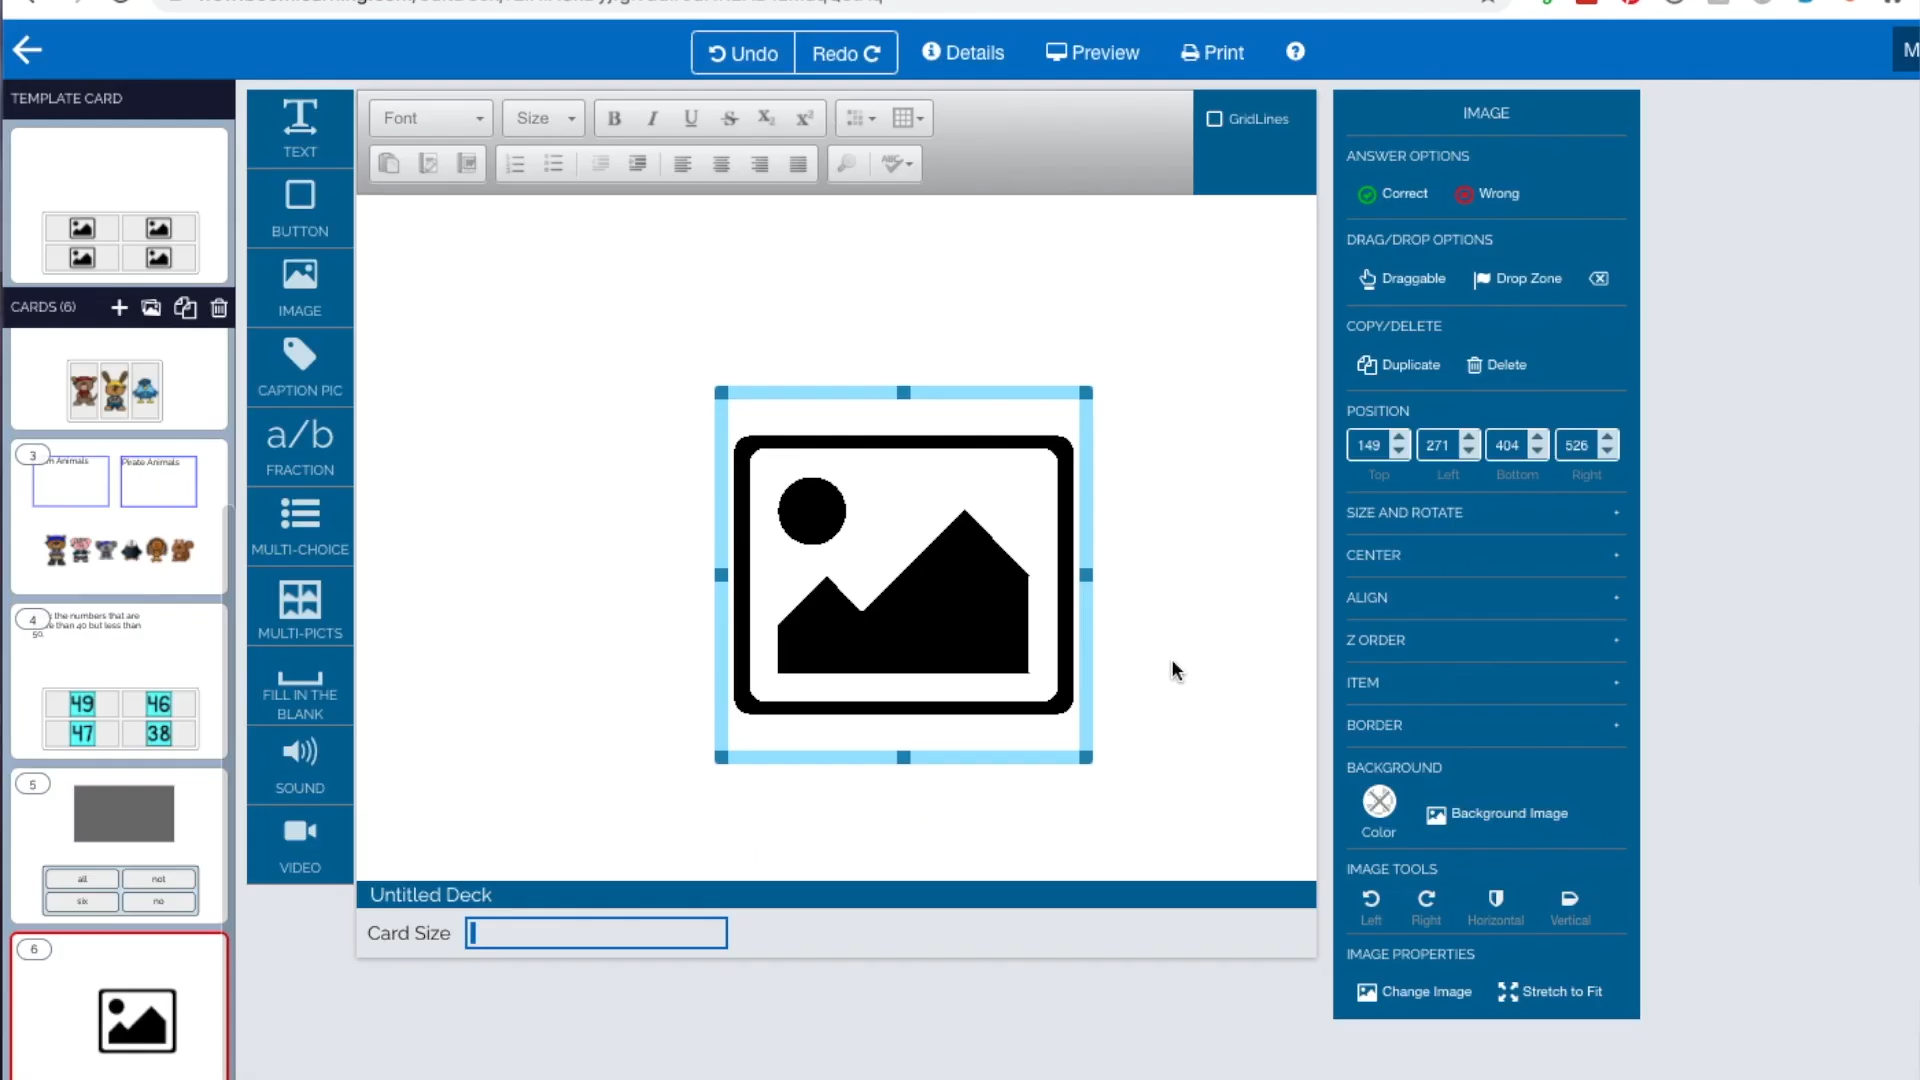 Undo
Redo
Details
Preview
Print
?
M
TEMPLATE CARD
CARDS (6)
3
Animals
Pirate Animals
4
the numbers that are
than 40 but less than
50.
49
46
47
38
5
all
not
six
no
6
TEXT
BUTTON
IMAGE
CAPTION PIC
a/b
FRACTION
MULTI-CHOICE
MULTI-PICTS
FILL IN THE
BLANK
SOUND
VIDEO
Font
Size
B I U S X₂ x²
ABC
GridLines
Untitled Deck
Card Size
IMAGE
ANSWER OPTIONS
Correct
Wrong
DRAG/DROP OPTIONS
Draggable
Drop Zone
COPY/DELETE
Duplicate
Delete
POSITION
149
271
404
526
Top
Left
Bottom
Right
SIZE AND ROTATE
CENTER
ALIGN
Z ORDER
ITEM
BORDER
BACKGROUND
Color
Background Image
IMAGE TOOLS
Left
Right
Horizontal
Vertical
IMAGE PROPERTIES
Change Image
Stretch to Fit